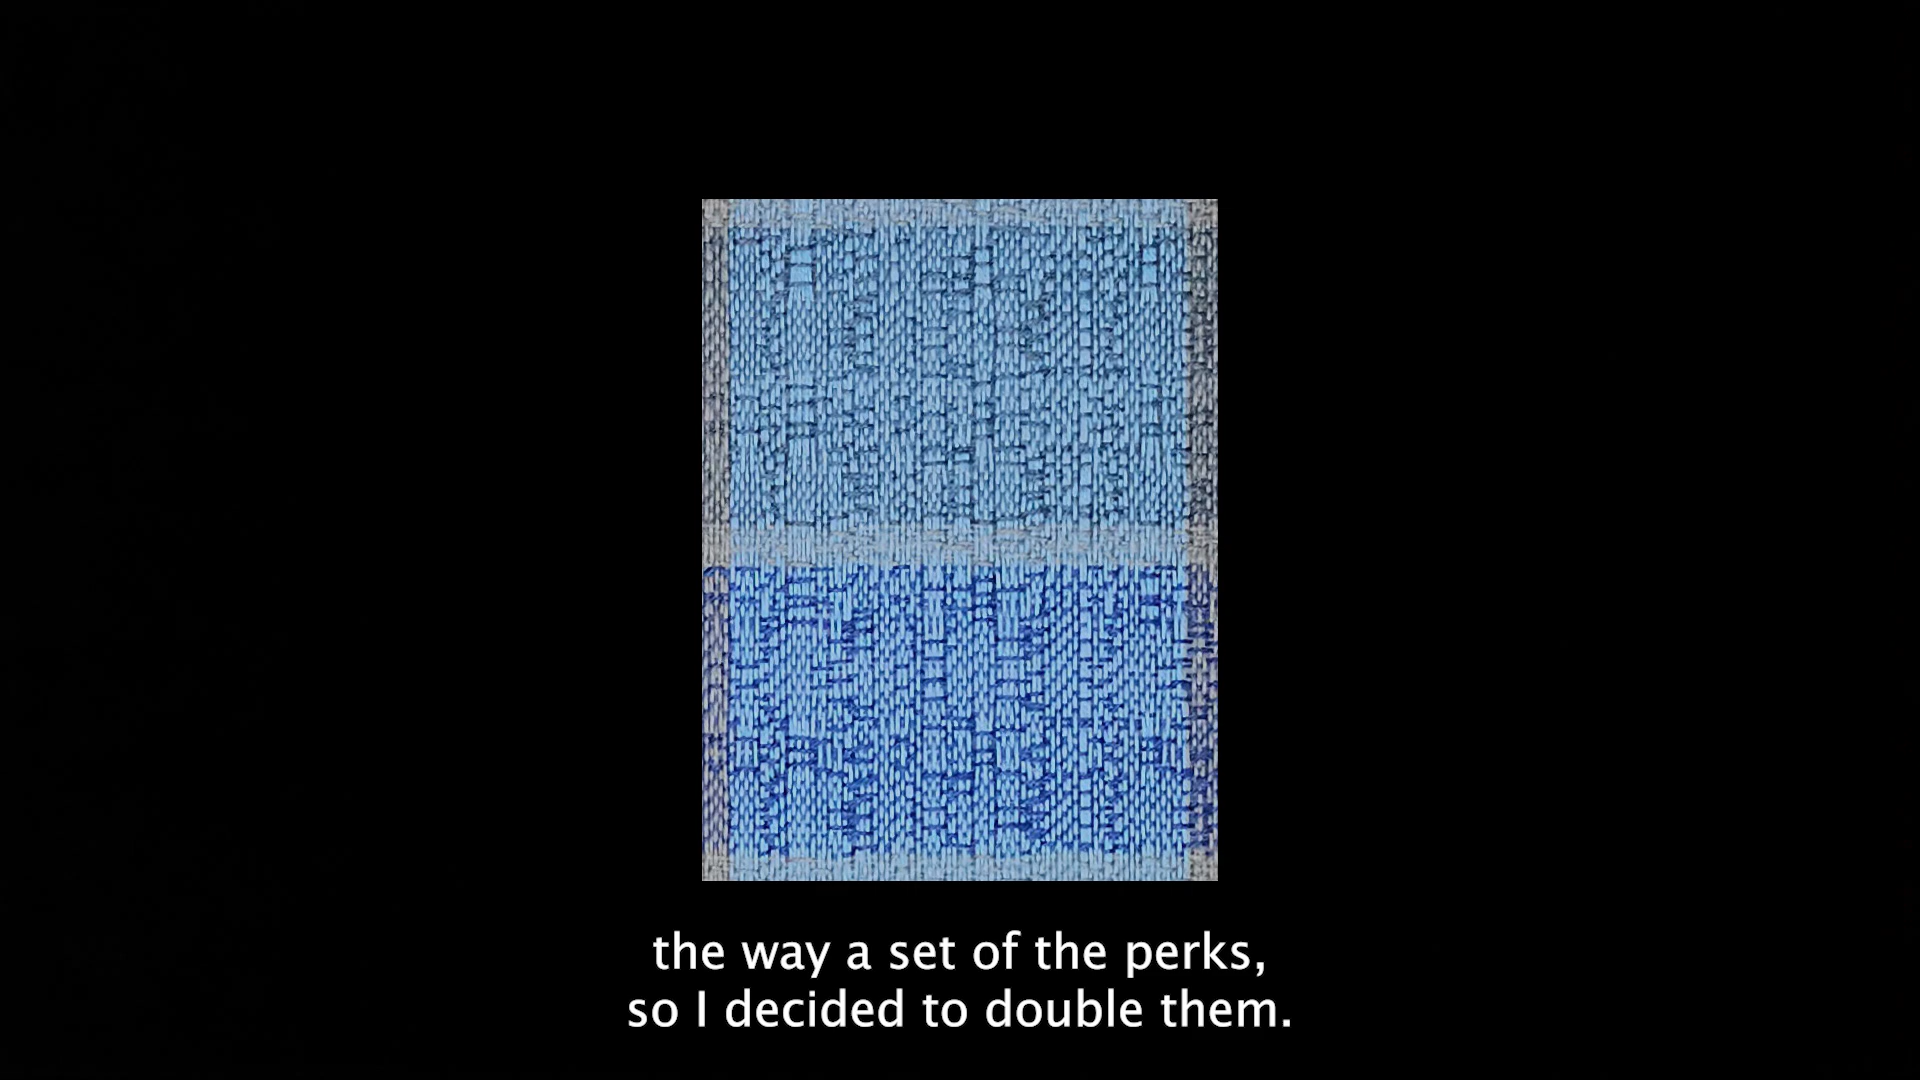 the way a set of the perks,
so I decided to double them.